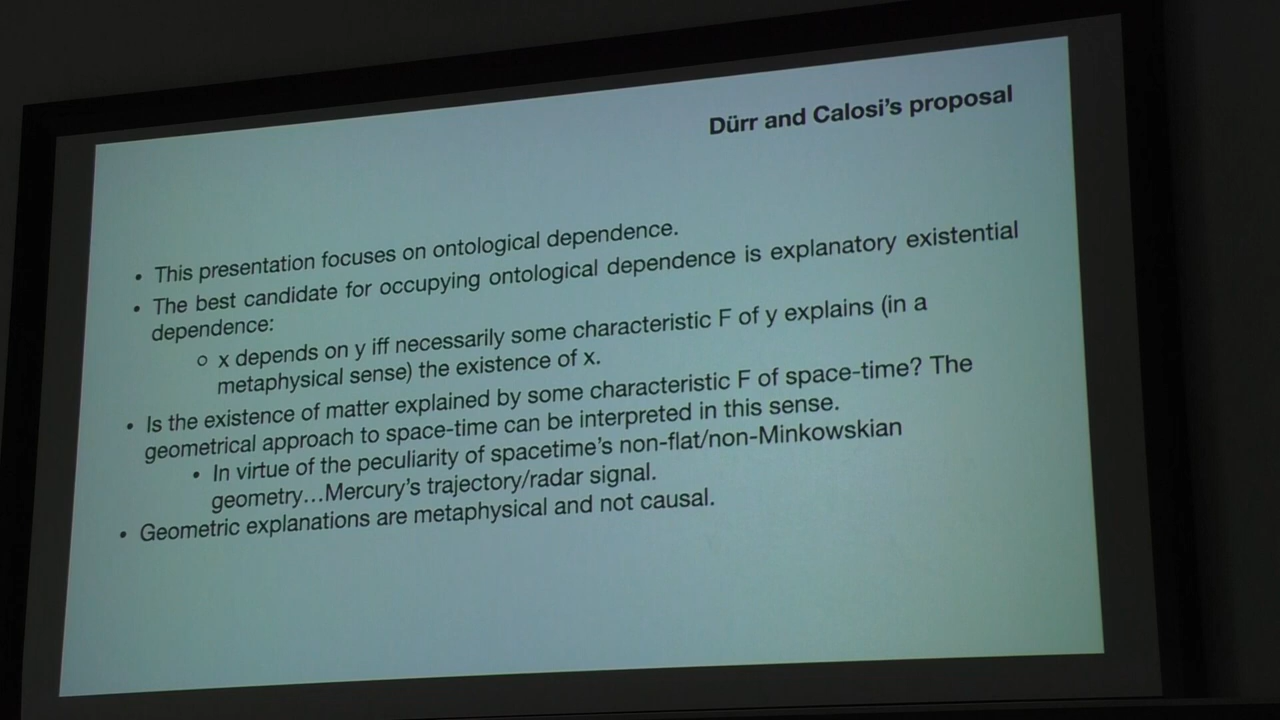 Dürr and Calosi's proposal
• This presentation focuses on ontological dependence.
• The best candidate for occupying ontological dependence is explanatory existential
dependence:
o x depends on y iff necessarily some characteristic F of y explains (in a
metaphysical sense) the existence of x.
• Is the existence of matter explained by some characteristic F of space-time? The
geometrical approach to space-time can be interpreted in this sense.
• In virtue of the peculiarity of spacetime's non-flat/non-Minkowskian
geometry…Mercury's trajectory/radar signal.
• Geometric explanations are metaphysical and not causal.